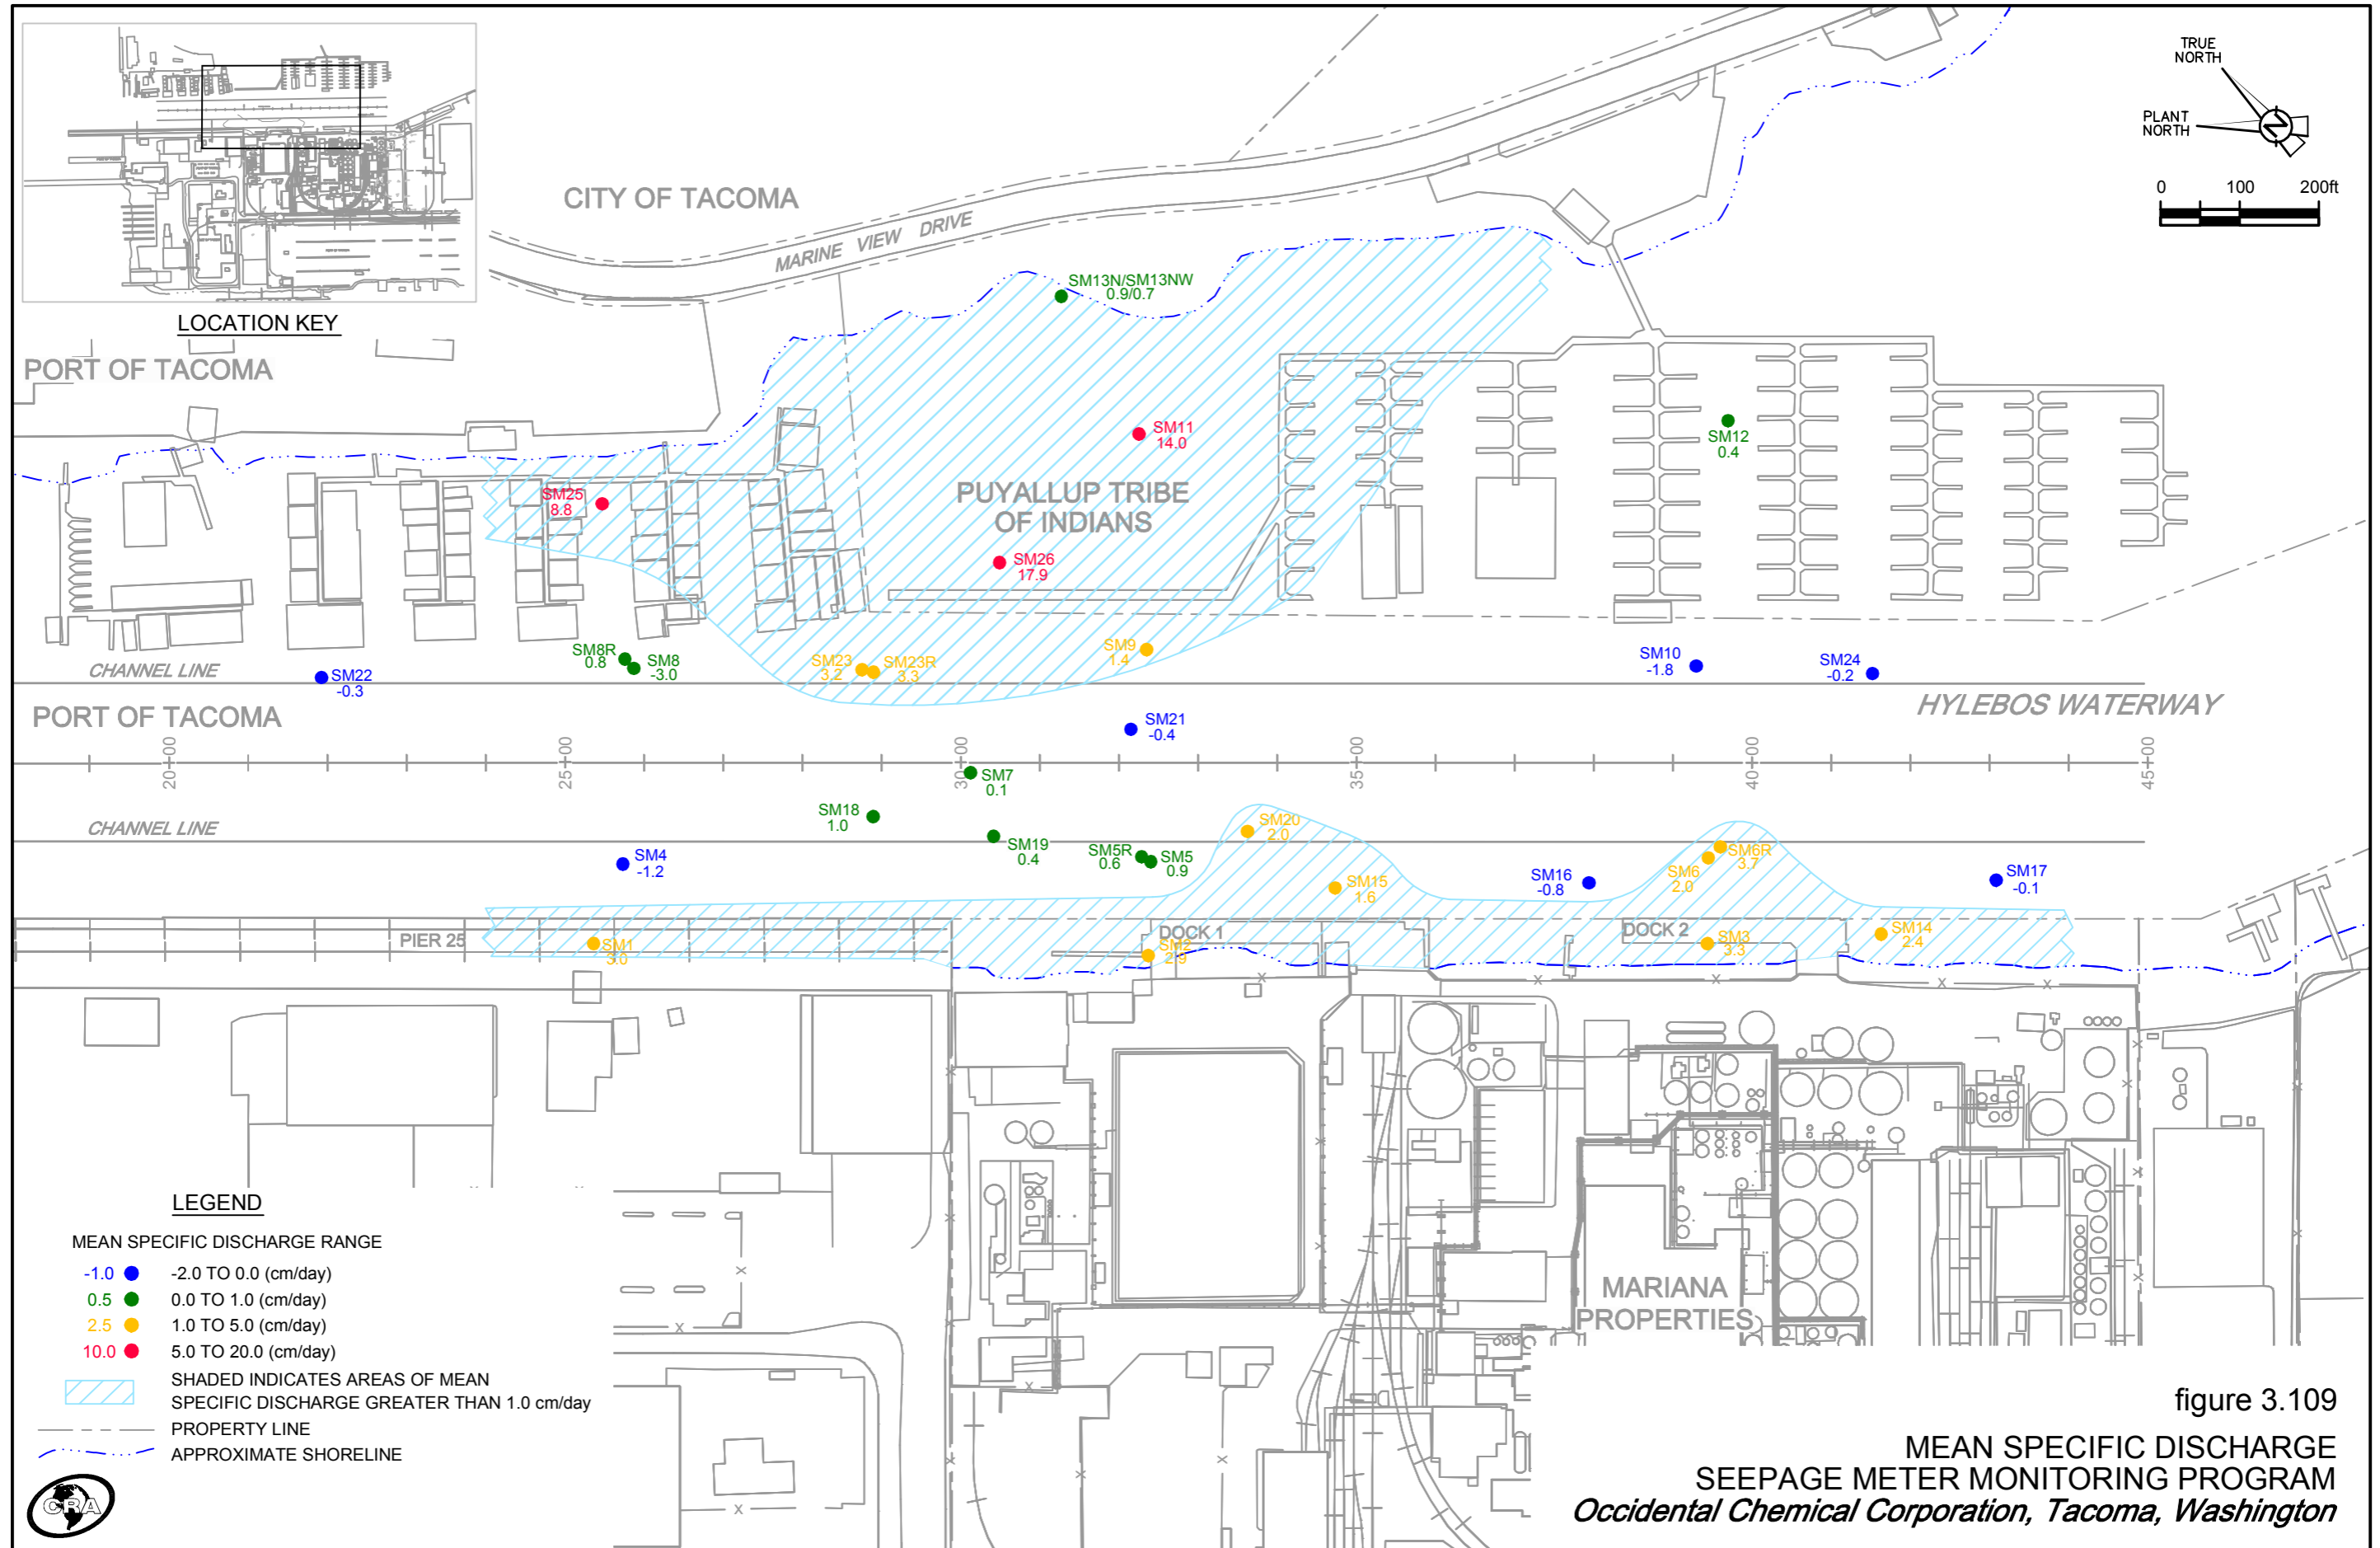 TRUE
NORTH
PLANT
NORTH
0 100 200ft
CITY OF TACOMA
MARINE VIEW DRIVE
LOCATION KEY
PORT OF TACOMA
SM13N/SM13NW
0.9/0.7
SM11
14.0
SM12
0.4
SM25
8.8
PUYALLUP TRIBE
OF INDIANS
SM26
17.9
SM8R
0.8
SM8
-3.0
SM23
3.2
SM23R
3.3
SM9
1.4
SM10
-1.8
SM24
-0.2
CHANNEL LINE
SM22
-0.3
PORT OF TACOMA
HYLEBOS WATERWAY
SM21
-0.4
20+00
25+00
30+00
35+00
40+00
45+00
SM7
0.1
SM18
1.0
CHANNEL LINE
SM19
0.4
SM20
2.0
SM4
-1.2
SM5R
0.6
SM5
0.9
SM15
1.6
SM16
-0.8
SM6
2.0
SM6R
3.7
SM17
-0.1
PIER 25
SM1
3.0
DOCK 1
SM2
2.9
DOCK 2
SM3
3.3
SM14
2.4
MARIANA
PROPERTIES
LEGEND
MEAN SPECIFIC DISCHARGE RANGE
-1.0 -2.0 TO 0.0 (cm/day)
0.5 0.0 TO 1.0 (cm/day)
2.5 1.0 TO 5.0 (cm/day)
10.0 5.0 TO 20.0 (cm/day)
SHADED INDICATES AREAS OF MEAN
SPECIFIC DISCHARGE GREATER THAN 1.0 cm/day
PROPERTY LINE
APPROXIMATE SHORELINE
CRA
figure 3.109
MEAN SPECIFIC DISCHARGE
SEEPAGE METER MONITORING PROGRAM
Occidental Chemical Corporation, Tacoma, Washington